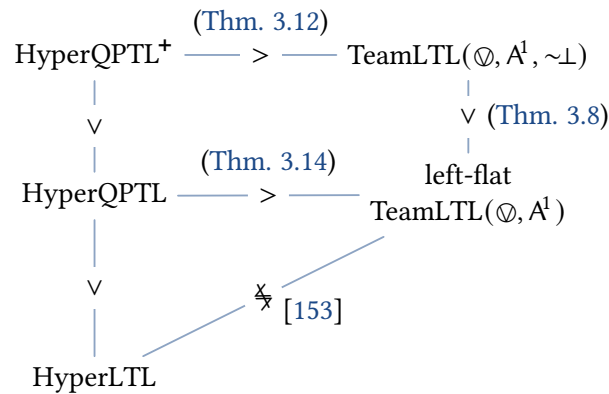 (Thm. 3.12)
HyperQPTL⁺ > TeamLTL(⩔, A¹, ~⊥)
∨ ∨ (Thm. 3.8)
(Thm. 3.14)
left-flat
HyperQPTL > TeamLTL(⩔, A¹)
∨
[153]
HyperLTL